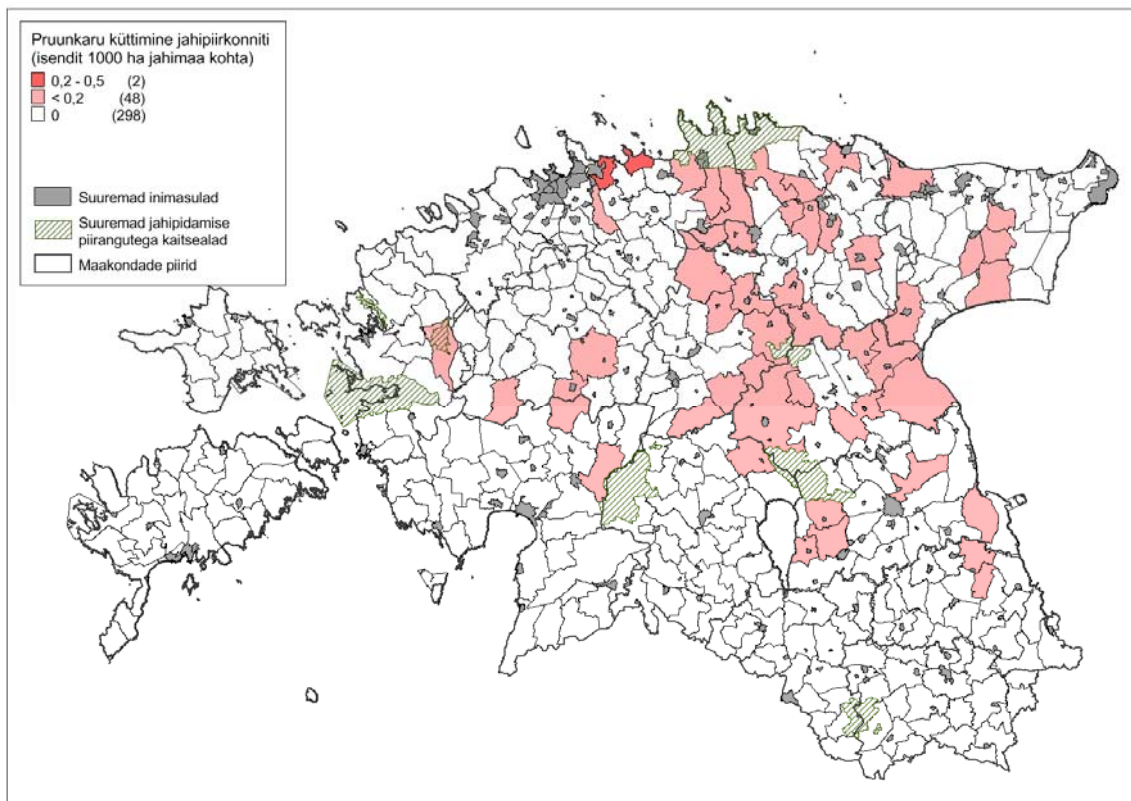 Pruunkaru küttimine jahipiirkonniti
(isendit 1000 ha jahimaa kohta)
0,2 - 0,5 (2)
< 0,2 (48)
0 (298)
Suuremad inimasulad
Suuremad jahipidamise
piirangutega kaitsealad
Maakondade piirid